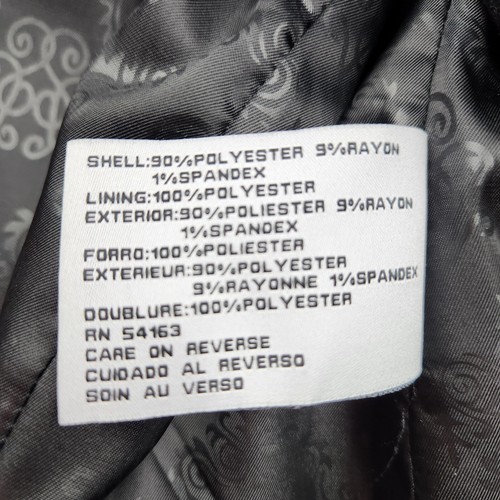 SHELL:90%POLYESTER 9%RAYON
1%SPANDEX
LINING:100%POLYESTER
EXTERIOR:90%POLIESTER 9%RAYON
1%SPANDEX
FORRO:100%POLIESTER
EXTERIEUR:90%POLYESTER
9%RAYONNE 1%SPANDEX
DOUBLURE:100%POLYESTER
RN 54163
CARE ON REVERSE
CUIDADO AL REVERSO
SOIN AU VERSO